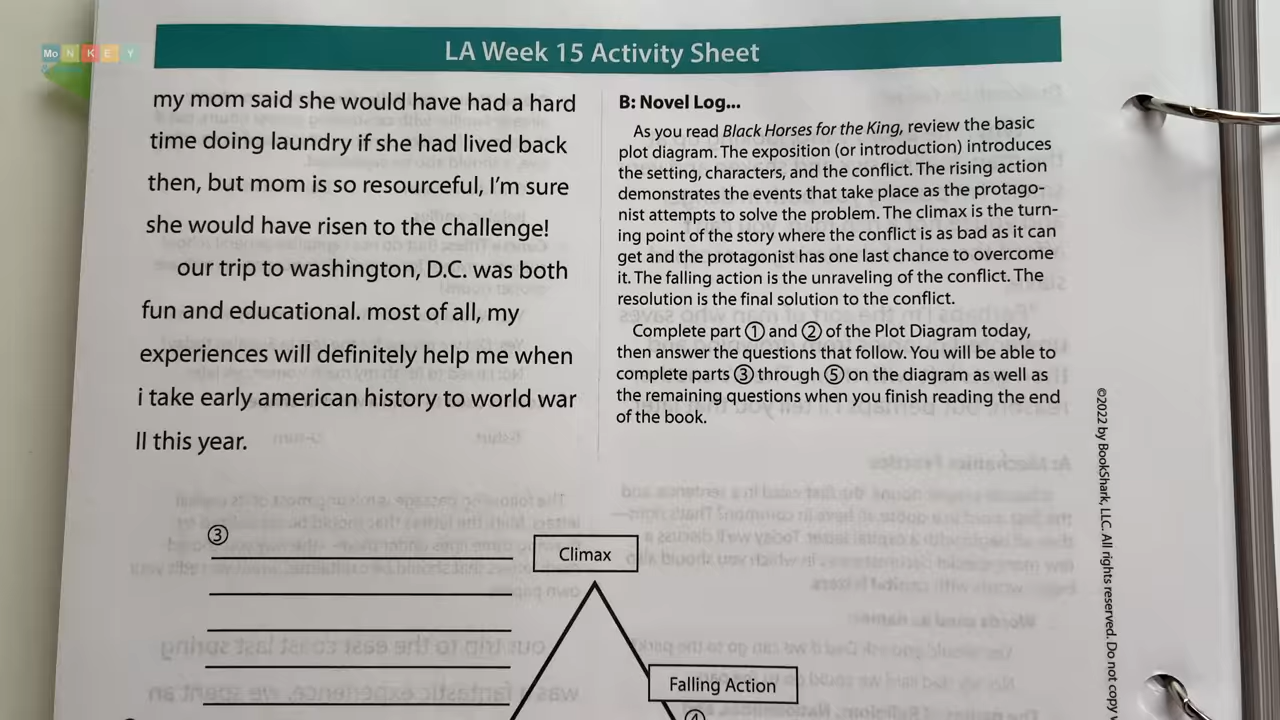 MoNKEY
LA Week 15 Activity Sheet
my mom said she would have had a hard
time doing laundry if she had lived back
then, but mom is so resourceful, I'm sure
she would have risen to the challenge!
our trip to washington, D.C. was both
fun and educational. most of all, my
experiences will definitely help me when
i take early american history to world war
II this year.
B: Novel Log...
As you read Black Horses for the King, review the basic
plot diagram. The exposition (or introduction) introduces
the setting, characters, and the conflict. The rising action
demonstrates the events that take place as the protago-
nist attempts to solve the problem. The climax is the turn-
ing point of the story where the conflict is as bad as it can
get and the protagonist has one last chance to overcome
it. The falling action is the unraveling of the conflict. The
resolution is the final solution to the conflict.
Complete part ① and ② of the Plot Diagram today,
then answer the questions that follow. You will be able to
complete parts ③ through ⑤ on the diagram as well as
the remaining questions when you finish reading the end
of the book.
③
Climax
Falling Action
④
©2022 by BookShark, LLC. All rights reserved. Do not copy